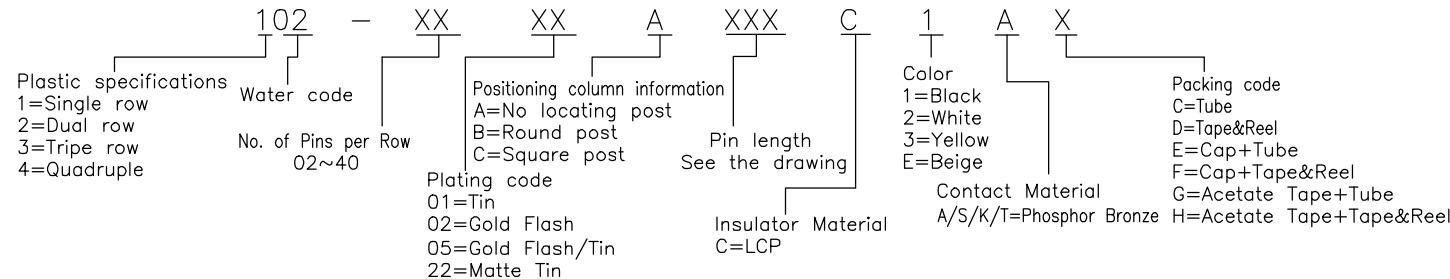 102 - XX XX A XXX C 1 A X
Plastic specifications
1=Single row
2=Dual row
3=Tripe row
4=Quadruple
Water code
No. of Pins per Row
02~40
Plating code
01=Tin
02=Gold Flash
05=Gold Flash/Tin
22=Matte Tin
Positioning column information
A=No locating post
B=Round post
C=Square post
Pin length
See the drawing
Insulator Material
C=LCP
Color
1=Black
2=White
3=Yellow
E=Beige
Contact Material
A/S/K/T=Phosphor Bronze
Packing code
C=Tube
D=Tape&Reel
E=Cap+Tube
F=Cap+Tape&Reel
G=Acetate Tape+Tube
H=Acetate Tape+Tape&Reel